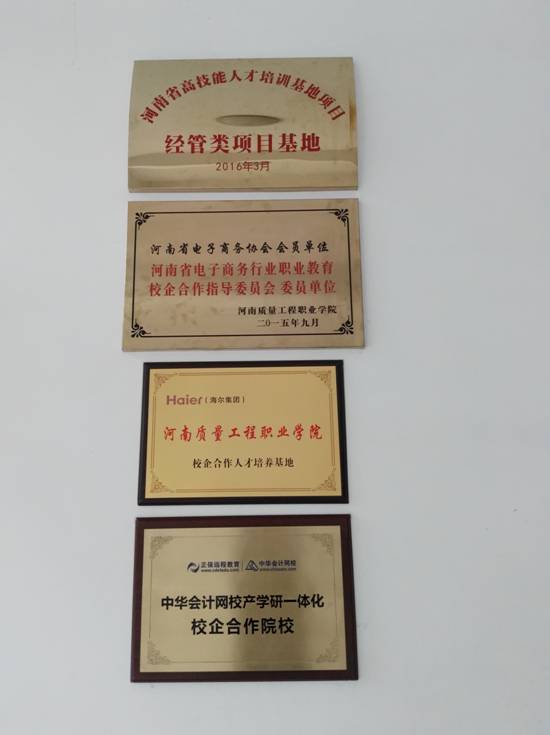 河南省高技能人才培训基地项目
经管类项目基地
2016年3月
河南省电子商务协会会员单位
河南省电子商务行业职业教育
校企合作指导委员会 委员单位
河南质量工程职业学院
二〇一五年九月
Haier(海尔集团)
河南质量工程职业学院
校企合作人才培养基地
正保远程教育 中华会计网校
www.cdeledu.com www.chinaacc.com
中华会计网校产学研一体化
校企合作院校